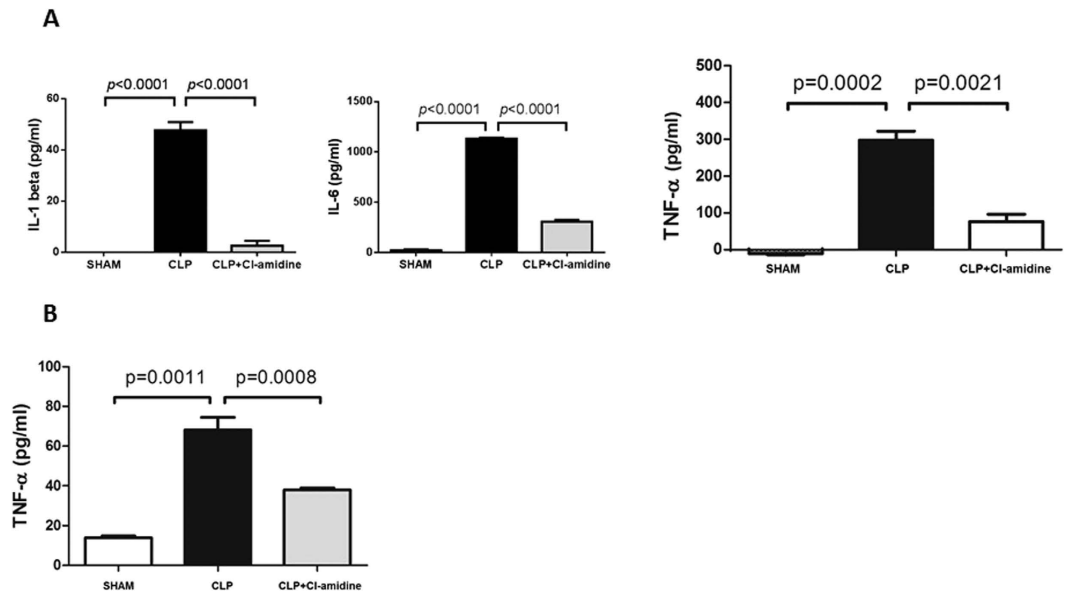 A
p<0.0001 p<0.0001
IL-1 beta (pg/ml)
60
40
20
0
SHAM CLP CLP+Cl-amidine
p<0.0001 p<0.0001
IL-6 (pg/ml)
1500
1000
500
0
SHAM CLP CLP+Cl-amidine
p=0.0002 p=0.0021
TNF-α (pg/ml)
500
400
300
200
100
0
SHAM CLP CLP+Cl-amidine
B
p=0.0011 p=0.0008
TNF-α (pg/ml)
100
80
60
40
20
0
SHAM CLP CLP+Cl-amidine